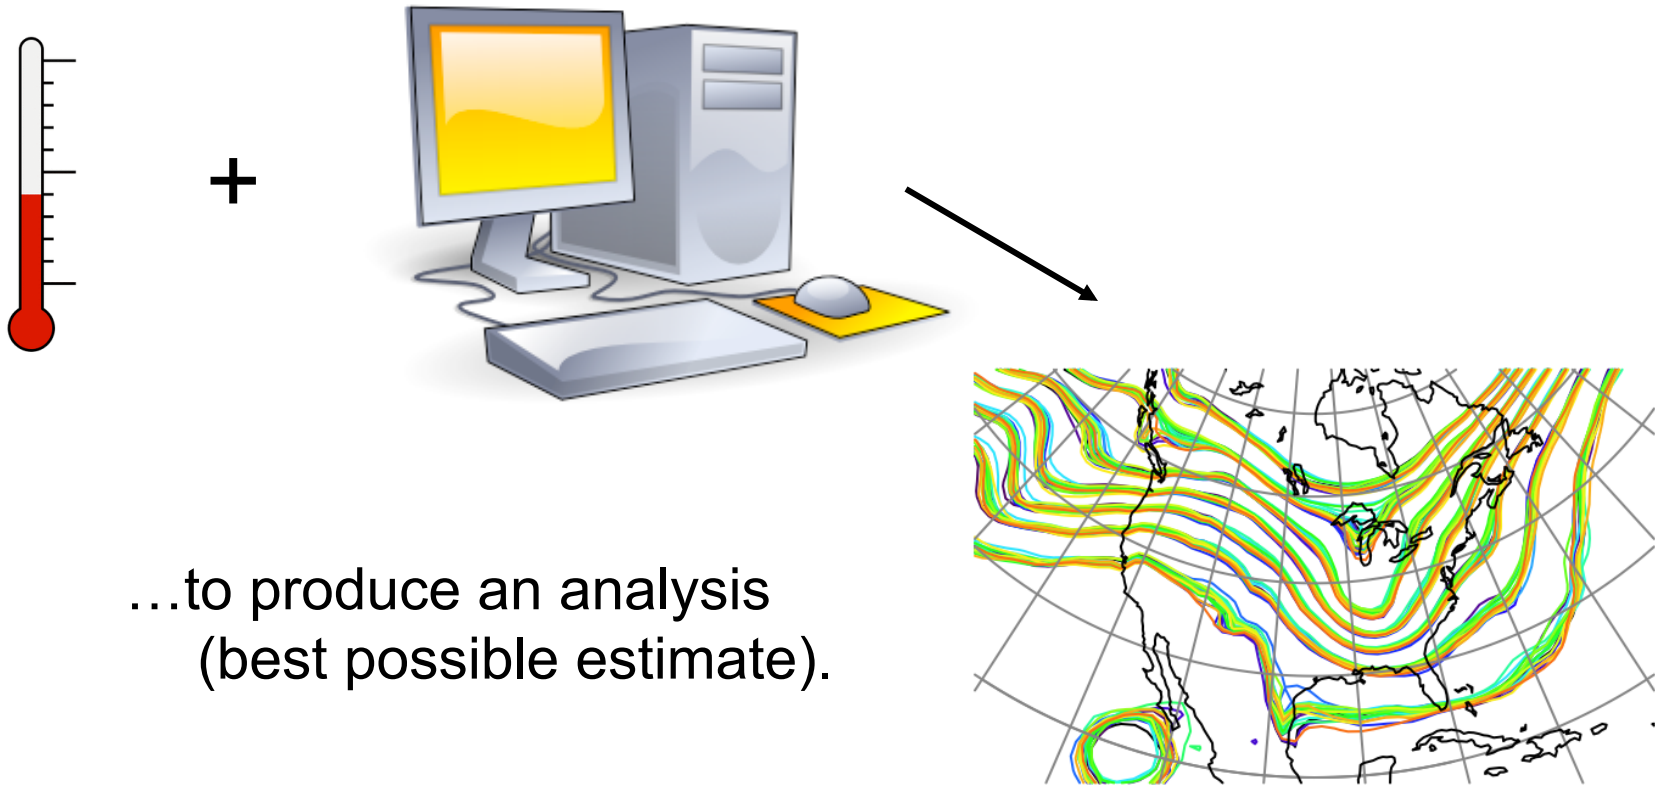 +
…to produce an analysis
(best possible estimate).